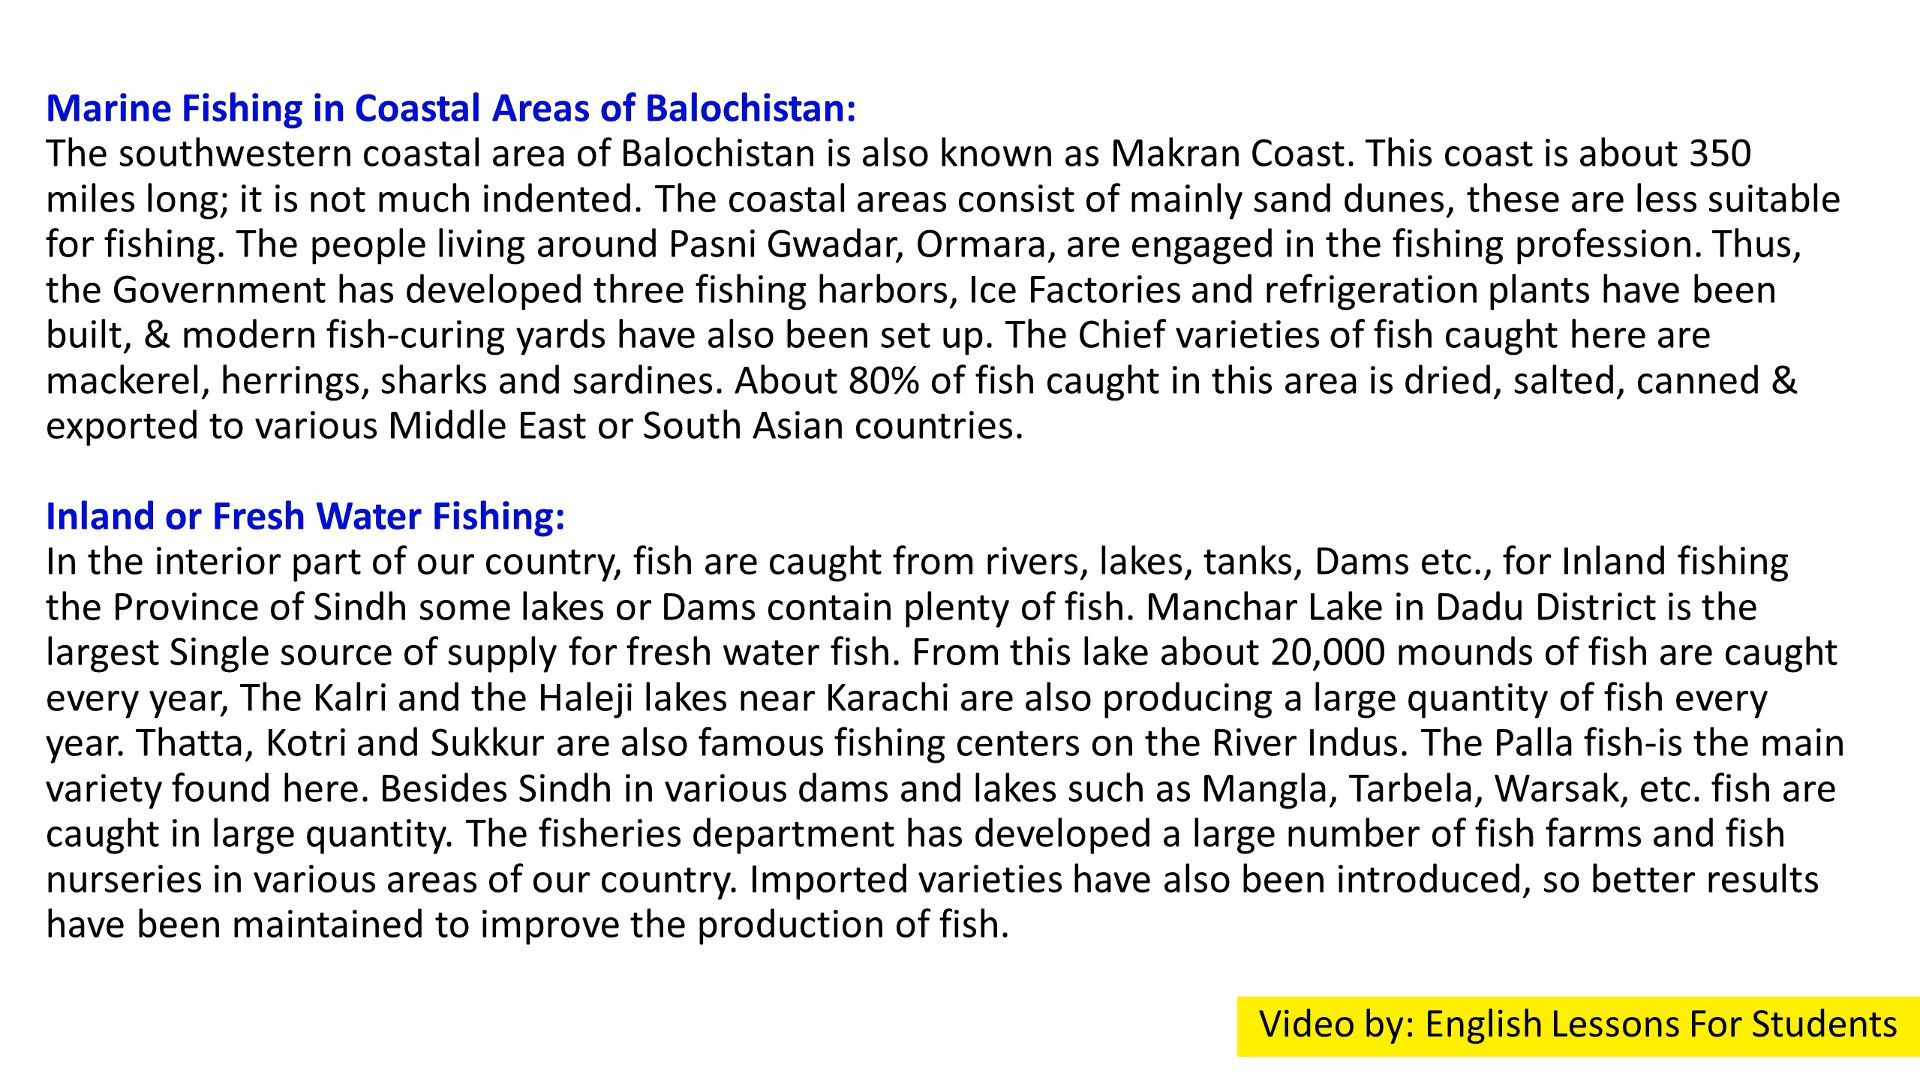 Marine Fishing in Coastal Areas of Balochistan:
The southwestern coastal area of Balochistan is also known as Makran Coast. This coast is about 350
miles long; it is not much indented. The coastal areas consist of mainly sand dunes, these are less suitable
for fishing. The people living around Pasni Gwadar, Ormara, are engaged in the fishing profession. Thus,
the Government has developed three fishing harbors, Ice Factories and refrigeration plants have been
built, & modern fish-curing yards have also been set up. The Chief varieties of fish caught here are
mackerel, herrings, sharks and sardines. About 80% of fish caught in this area is dried, salted, canned &
exported to various Middle East or South Asian countries.
Inland or Fresh Water Fishing:
In the interior part of our country, fish are caught from rivers, lakes, tanks, Dams etc., for Inland fishing
the Province of Sindh some lakes or Dams contain plenty of fish. Manchar Lake in Dadu District is the
largest Single source of supply for fresh water fish. From this lake about 20,000 mounds of fish are caught
every year, The Kalri and the Haleji lakes near Karachi are also producing a large quantity of fish every
year. Thatta, Kotri and Sukkur are also famous fishing centers on the River Indus. The Palla fish-is the main
variety found here. Besides Sindh in various dams and lakes such as Mangla, Tarbela, Warsak, etc. fish are
caught in large quantity. The fisheries department has developed a large number of fish farms and fish
nurseries in various areas of our country. Imported varieties have also been introduced, so better results
have been maintained to improve the production of fish.
Video by: English Lessons For Students